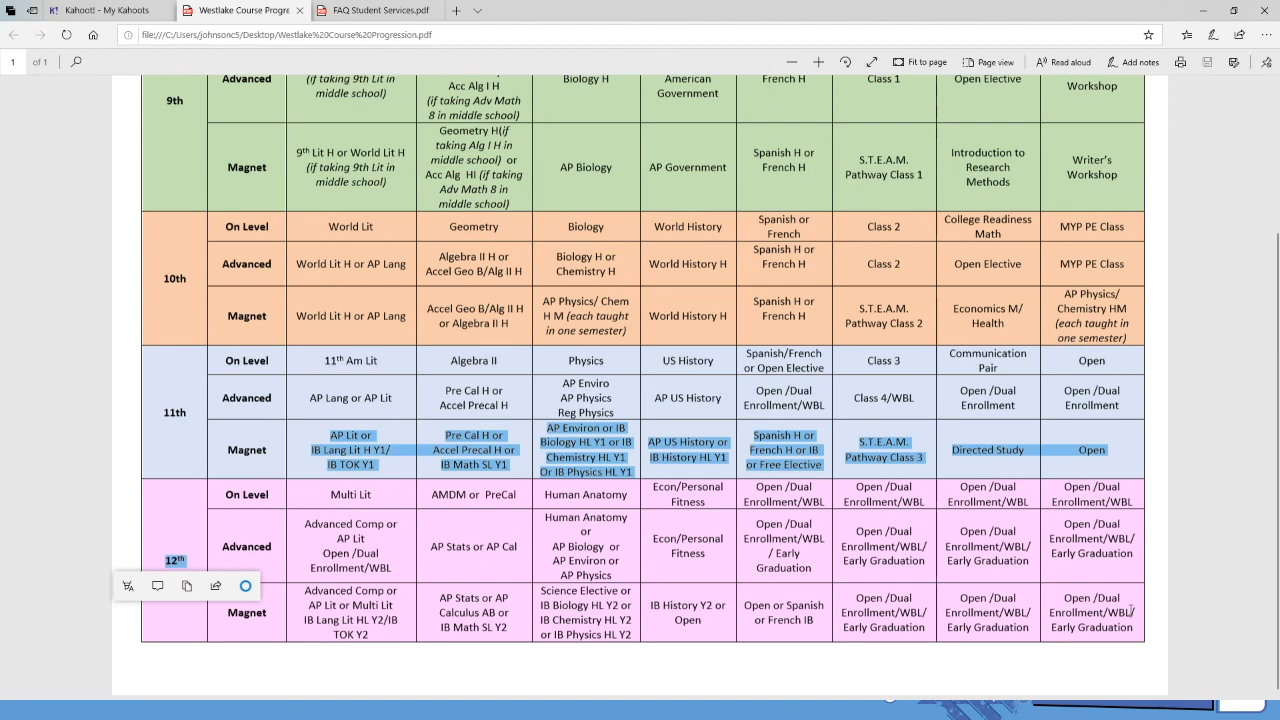 Kahoot! - My Kahoots
Westlake Course Progre
FAQ Student Services.pdf
file:///C:/Users/johnsonc5/Desktop/Westlake%20Course%20Progression.pdf
1 of 1
Fit to page
Page view
Read aloud
Add notes
9th
Advanced
(if taking 9th Lit in
middle school)
Acc Alg I H
(if taking Adv Math
8 in middle school)
Biology H
American
Government
French H
Class 1
Open Elective
Workshop
Magnet
9th Lit H or World Lit H
(if taking 9th Lit in
middle school)
Geometry H(if
taking Alg I H in
middle school) or
Acc Alg HI (if taking
Adv Math 8 in
middle school)
AP Biology
AP Government
Spanish H or
French H
S.T.E.A.M.
Pathway Class 1
Introduction to
Research
Methods
Writer's
Workshop
10th
On Level
World Lit
Geometry
Biology
World History
Spanish or
French
Class 2
College Readiness
Math
MYP PE Class
Advanced
World Lit H or AP Lang
Algebra II H or
Accel Geo B/Alg II H
Biology H or
Chemistry H
World History H
Spanish H or
French H
Class 2
Open Elective
MYP PE Class
Magnet
World Lit H or AP Lang
Accel Geo B/Alg II H
or Algebra II H
AP Physics/ Chem
H M (each taught
in one semester)
World History H
Spanish H or
French H
S.T.E.A.M.
Pathway Class 2
Economics M/
Health
AP Physics/
Chemistry HM
(each taught in
one semester)
11th
On Level
11th Am Lit
Algebra II
Physics
US History
Spanish/French
or Open Elective
Class 3
Communication
Pair
Open
Advanced
AP Lang or AP Lit
Pre Cal H or
Accel Precal H
AP Enviro
AP Physics
Reg Physics
AP US History
Open /Dual
Enrollment/WBL
Class 4/WBL
Open /Dual
Enrollment
Open /Dual
Enrollment
Magnet
AP Lit or
IB Lang Lit H Y1/
IB TOK Y1
Pre Cal H or
Accel Precal H or
IB Math SL Y1
AP Environ or IB
Biology HL Y1 or IB
Chemistry HL Y1
Or IB Physics HL Y1
AP US History or
IB History HL Y1
Spanish H or
French H or IB
or Free Elective
S.T.E.A.M.
Pathway Class 3
Directed Study
Open
12th
On Level
Multi Lit
AMDM or PreCal
Human Anatomy
Econ/Personal
Fitness
Open /Dual
Enrollment/WBL
Open /Dual
Enrollment/WBL
Open /Dual
Enrollment/WBL
Open /Dual
Enrollment/WBL
Advanced
Advanced Comp or
AP Lit
Open /Dual
Enrollment/WBL
AP Stats or AP Cal
Human Anatomy
or
AP Biology or
AP Environ or
AP Physics
Econ/Personal
Fitness
Open /Dual
Enrollment/WBL
/ Early
Graduation
Open /Dual
Enrollment/WBL/
Early Graduation
Open /Dual
Enrollment/WBL/
Early Graduation
Open /Dual
Enrollment/WBL/
Early Graduation
Magnet
Advanced Comp or
AP Lit or Multi Lit
IB Lang Lit HL Y2/IB
TOK Y2
AP Stats or AP
Calculus AB or
IB Math SL Y2
Science Elective or
IB Biology HL Y2 or
IB Chemistry HL Y2
or IB Physics HL Y2
IB History Y2 or
Open
Open or Spanish
or French IB
Open /Dual
Enrollment/WBL/
Early Graduation
Open /Dual
Enrollment/WBL/
Early Graduation
Open /Dual
Enrollment/WBL/
Early Graduation